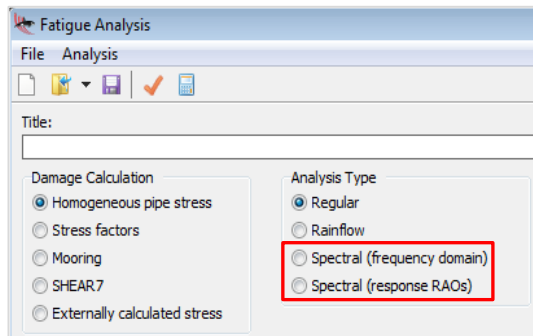 Fatigue Analysis
File Analysis
Title:
Damage Calculation
Homogeneous pipe stress
Stress factors
Mooring
SHEAR7
Externally calculated stress
Analysis Type
Regular
Rainflow
Spectral (frequency domain)
Spectral (response RAOs)